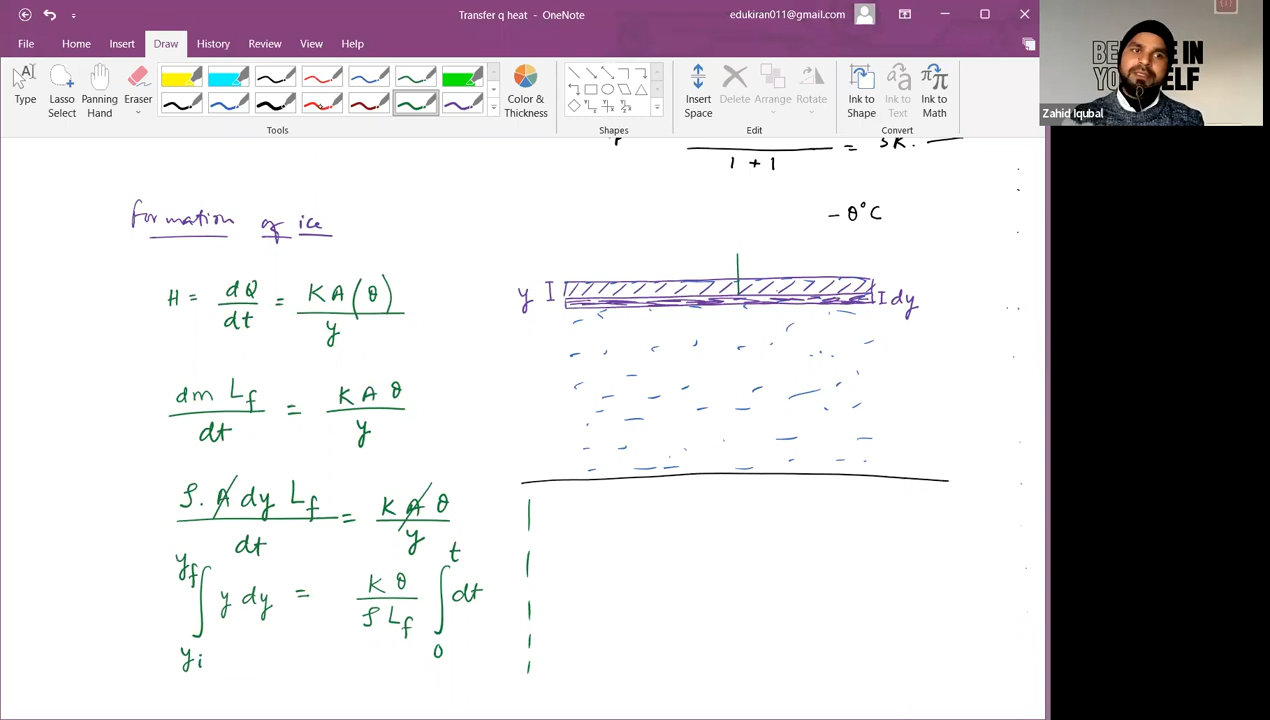 Transfer q heat - OneNote
edukiran011@gmail.com
File Home Insert Draw History Review View Help
Type
Lasso Select
Panning Hand
Eraser
Color & Thickness
Insert Space
Delete
Arrange
Rotate
Ink to Shape
Ink to Text
Ink to Math
Tools
Shapes
Edit
Convert
Zahid Iqubal
1 + 1
=
5K.
Formation of ice
- θ°C
H = dQ/dt = KA(θ)/y
y
dy
dm Lf/dt = KAθ/y
ρ. A dy Lf/dt = KAθ/y
∫ yi yf y dy = Kθ/ρLf ∫ 0 t dt